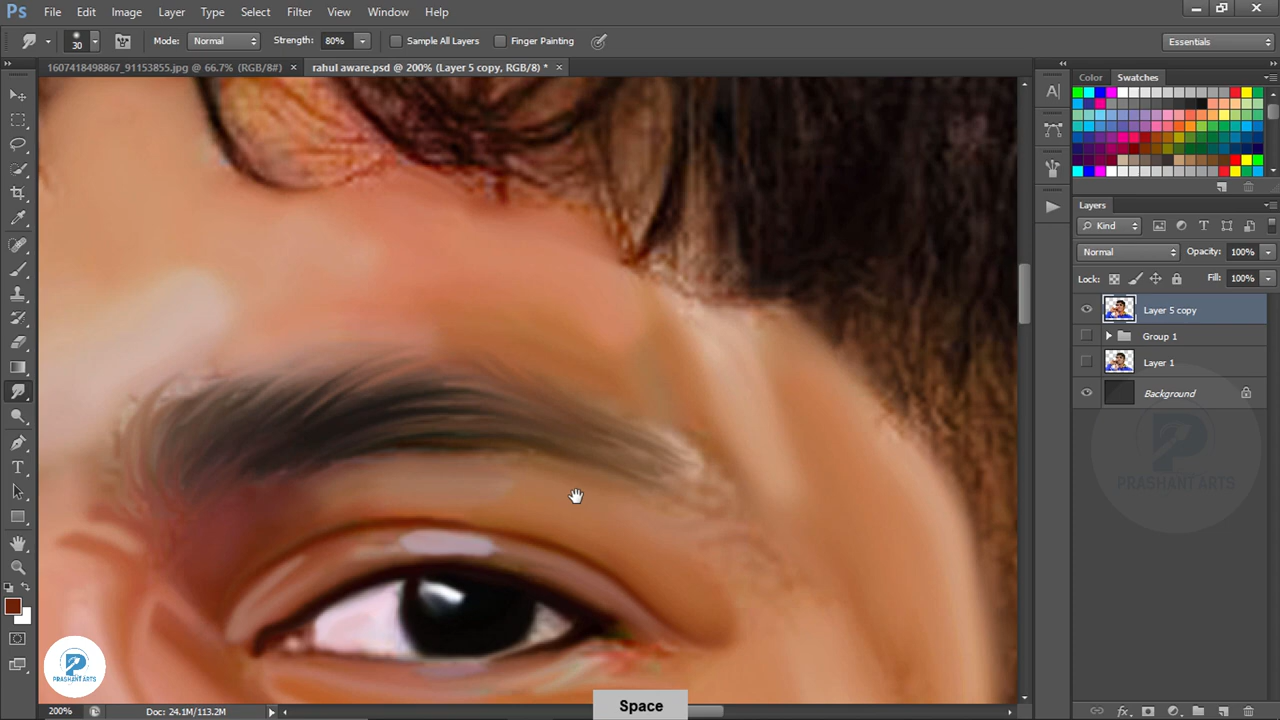 Ps File Edit Image Layer Type Select Filter View Window Help
30 Mode: Normal Strength: 80% Sample All Layers Finger Painting Essentials
1607418498867_91153855.jpg @ 66.7% (RGB/8#) × rahul aware.psd @ 200% (Layer 5 copy, RGB/8) * ×
Color Swatches
Layers
Kind
Normal Opacity: 100%
Lock: Fill: 100%
Layer 5 copy
Group 1
Layer 1
Background
PRASHANT ARTS
PRASHANT ARTS
Space
200% Doc: 24.1M/113.2M